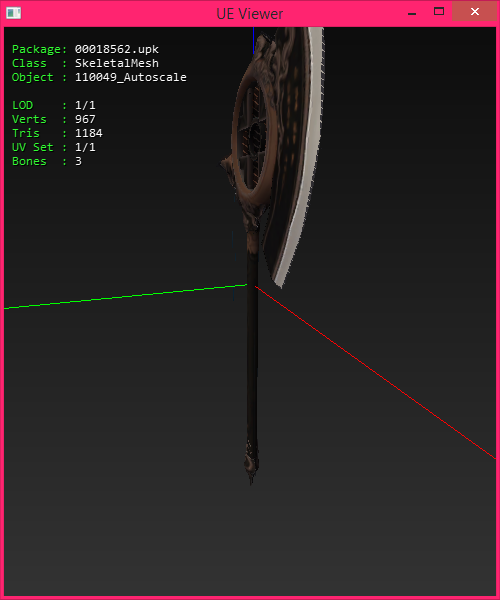 UE Viewer
Package: 00018562.upk
Class : SkeletalMesh
Object : 110049_Autoscale
LOD : 1/1
Verts : 967
Tris : 1184
UV Set : 1/1
Bones : 3